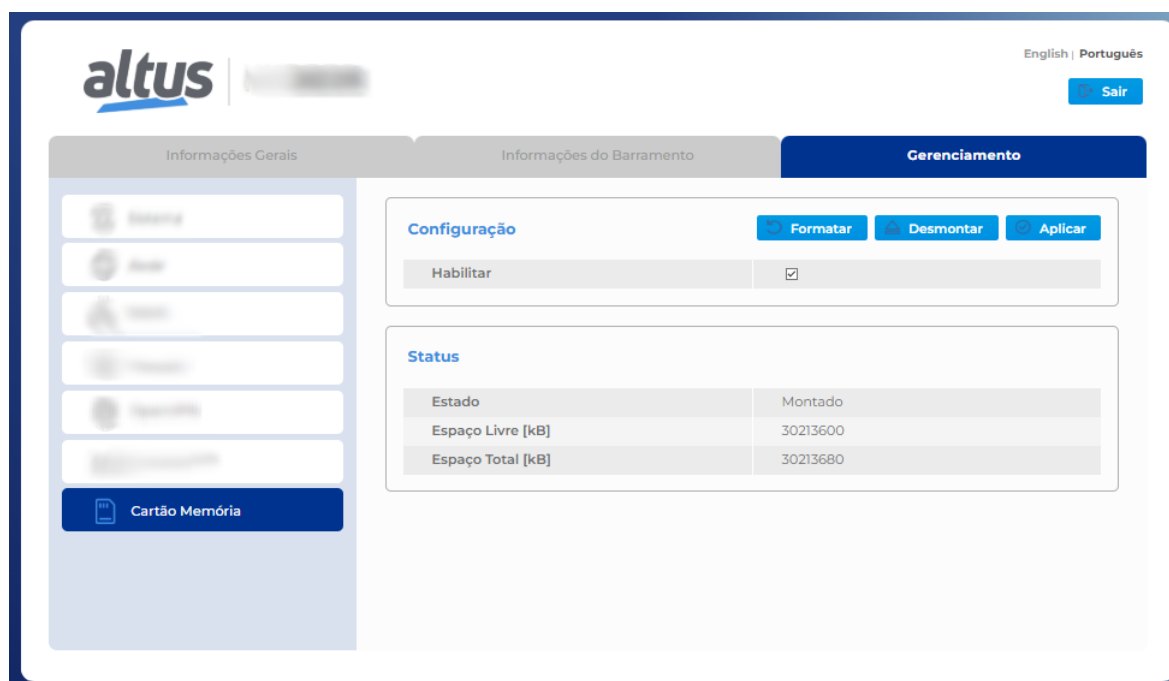 English | Português
altus
Sair
Informações Gerais
Informações do Barramento
Gerenciamento
Configuração
Formatar
Desmontar
Aplicar
Habilitar
Status
Estado Montado
Espaço Livre [kB] 30213600
Espaço Total [kB] 30213680
Cartão Memória